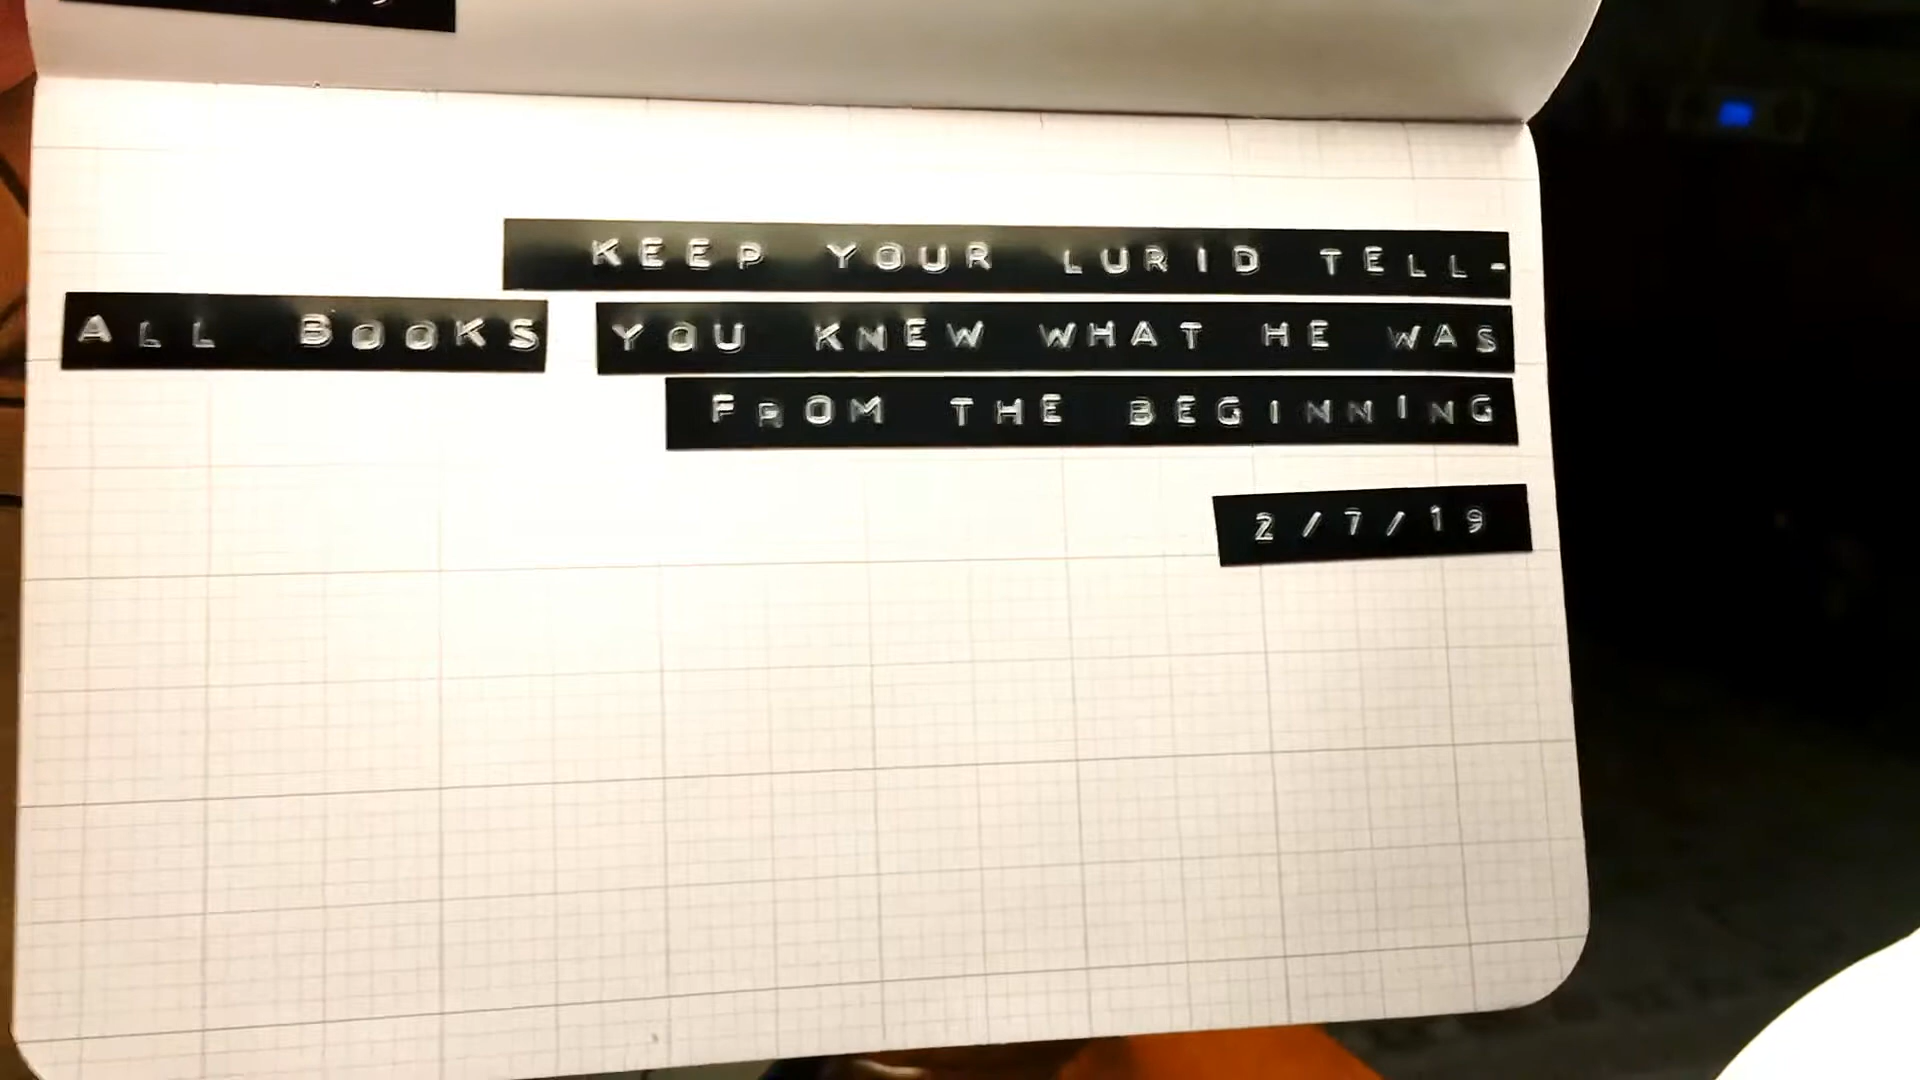 KEEP YOUR LURID TELL-
ALL BOOKS YOU KNEW WHAT HE WAS
FROM THE BEGINNING
2/7/19